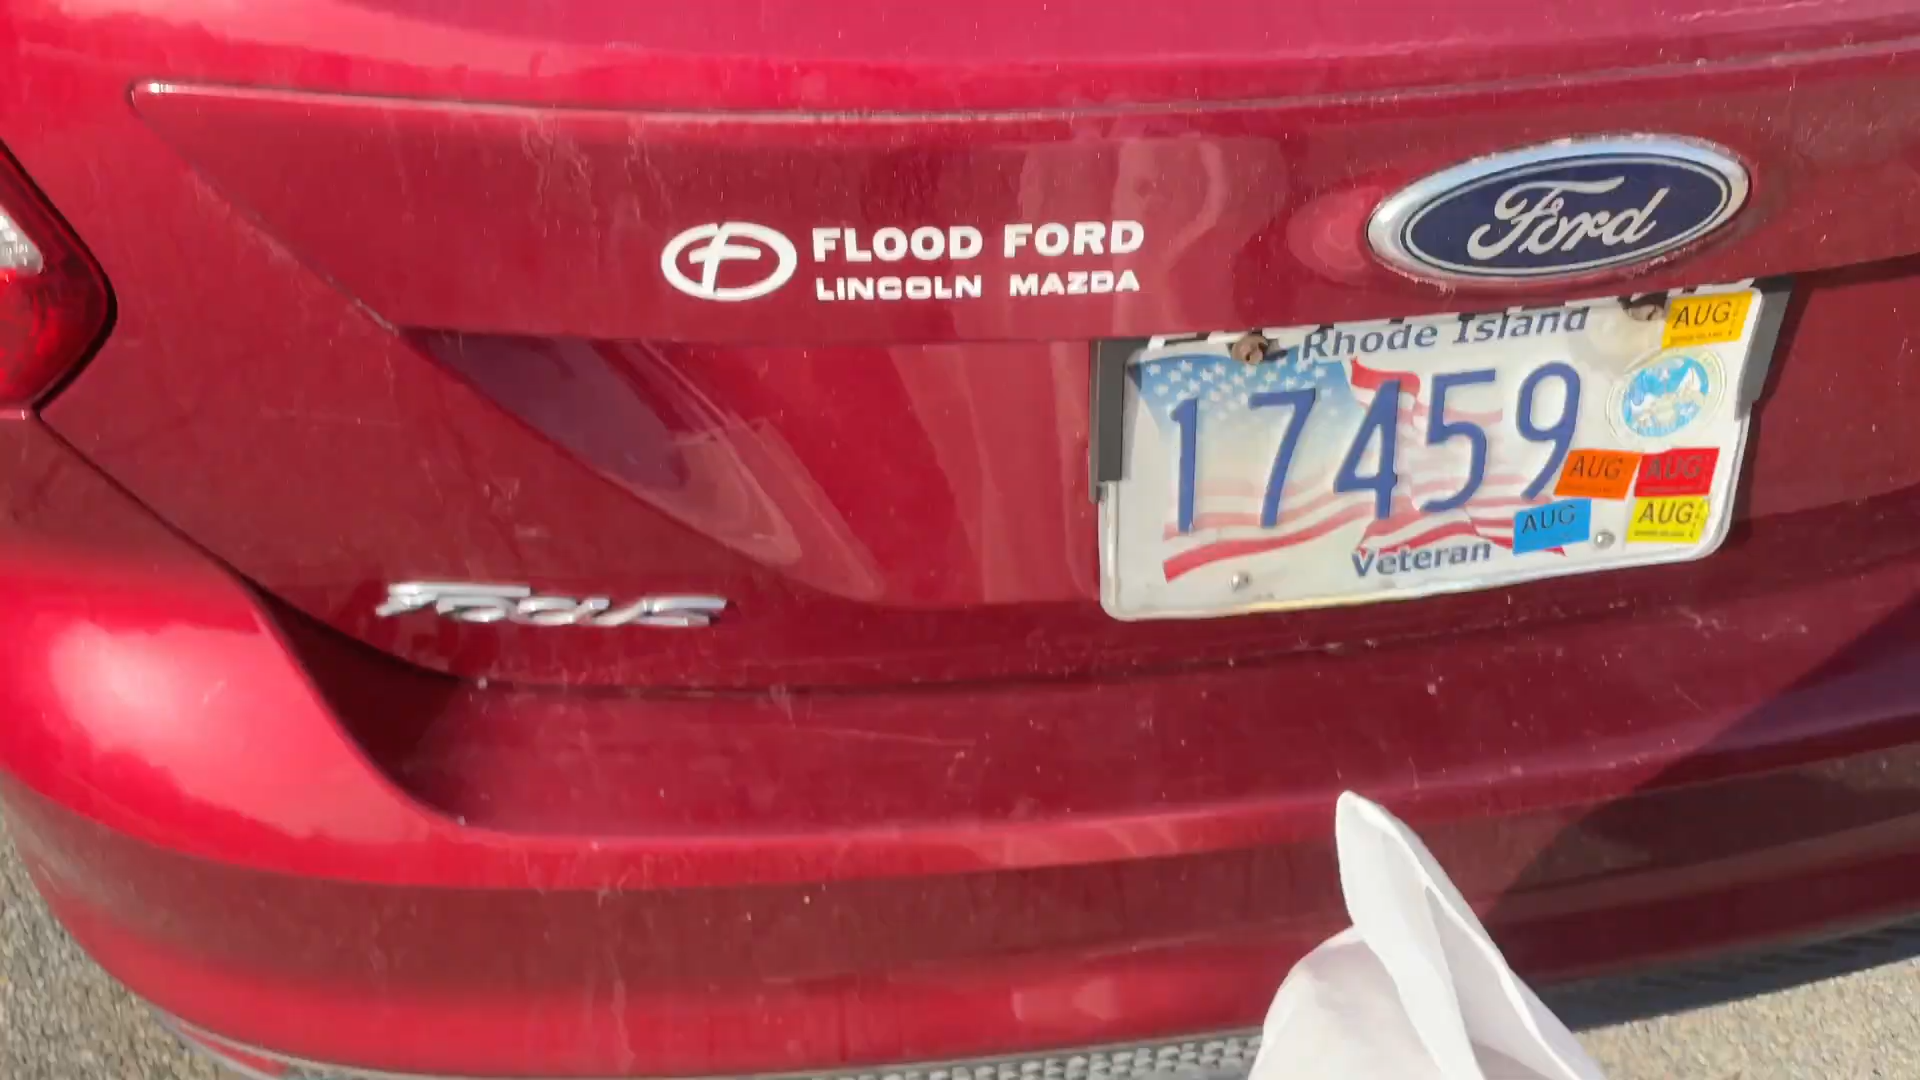 FLOOD FORD
LINCOLN MAZDA
Ford
Rhode Island
AUG
17459
AUG
AUG
AUG
AUG
Veteran
Focus